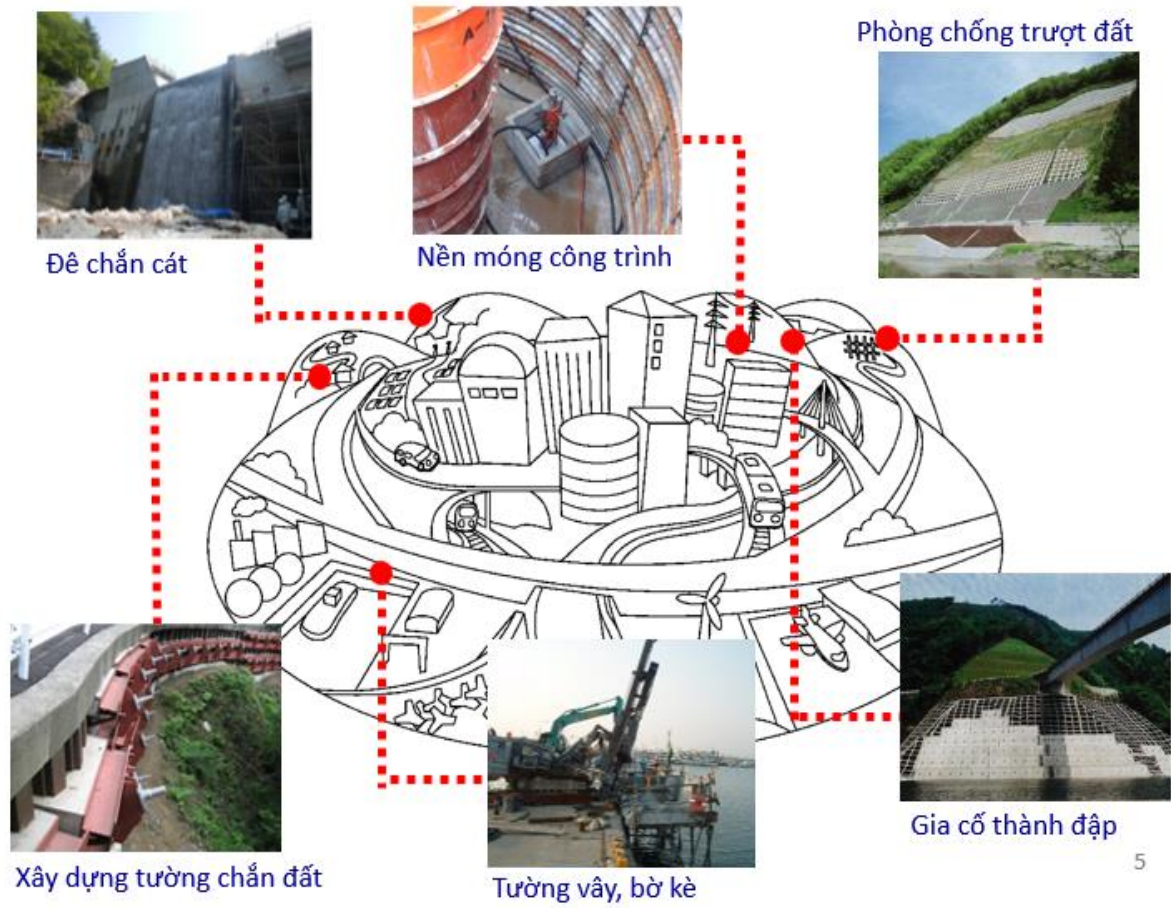 Phòng chống trượt đất
Đê chắn cát
Nền móng công trình
Gia cố thành đập
Xây dựng tường chắn đất
Tường vây, bờ kè
5